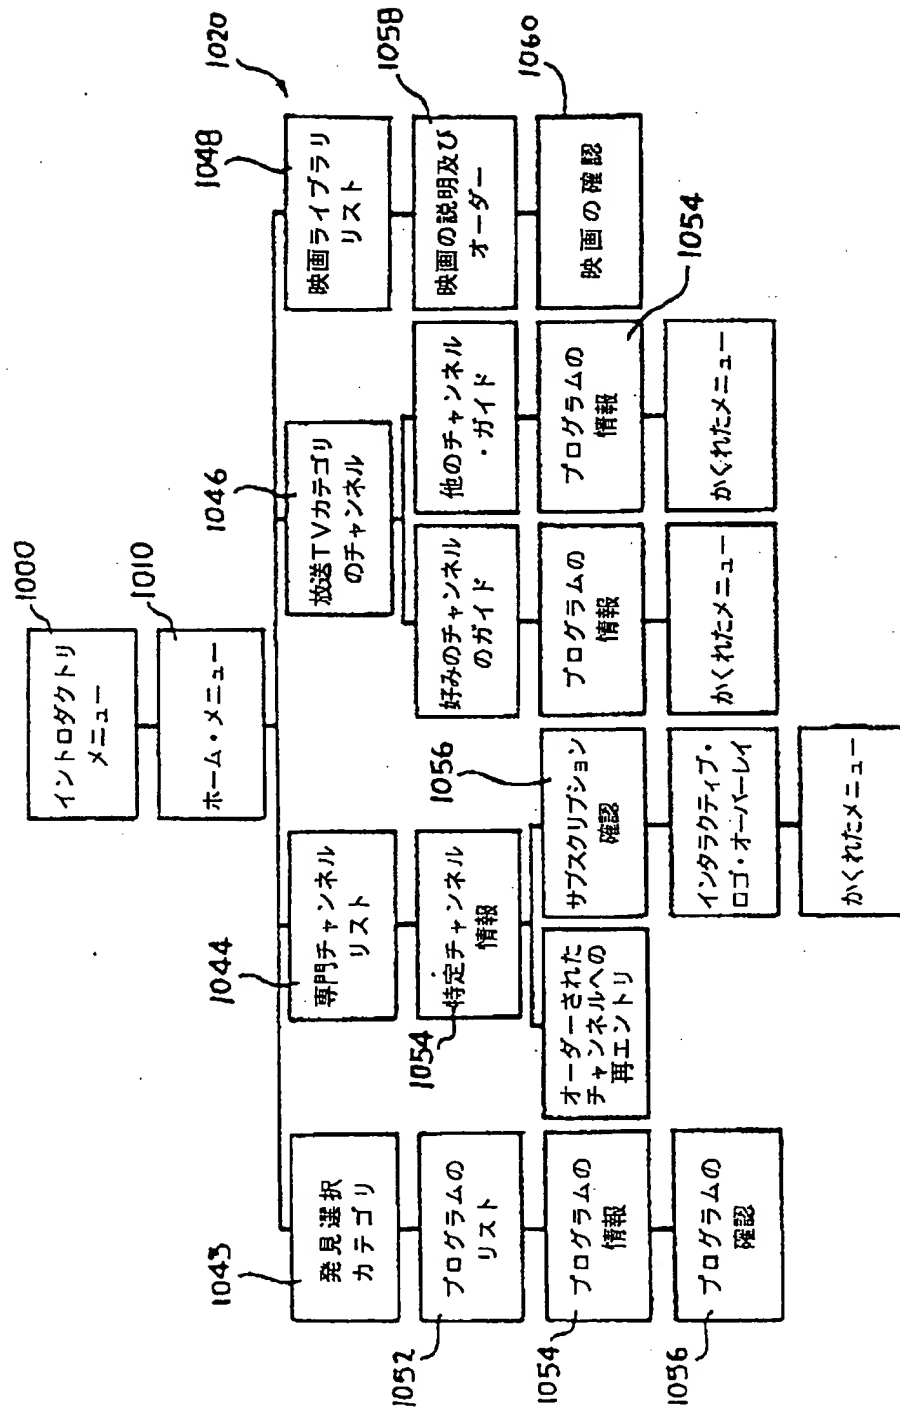 1000
イントロダクトリ
メニュー
1010
ホーム・メニュー
1020
1043
発見選択
カテゴリ
1052
プログラムの
リスト
1054
プログラムの
情報
1056
プログラムの
確認
1044
専門チャンネル
リスト
1054
特定チャンネル
情報
オーダーされた
チャンネルへの
再エントリ
1056
サブスクリプション
確認
インタラクティブ・
ロゴ・オーバーレイ
かくれたメニュー
1046
放送TVカテゴリ
のチャンネル
好みのチャンネル
のガイド
プログラムの
情報
かくれたメニュー
他のチャンネル
・ガイド
プログラムの
情報
1054
かくれたメニュー
1048
映画ライブラリ
リスト
1058
映画の説明及び
オーダー
1060
映画の確認